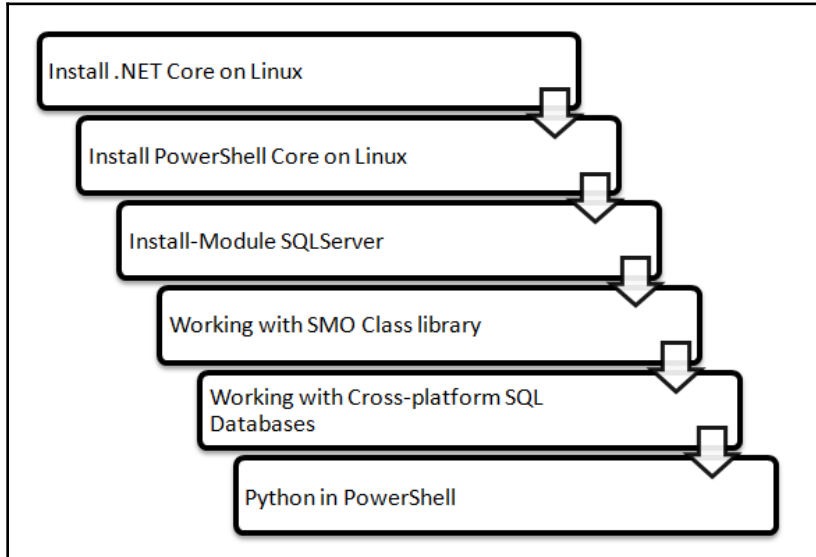 Install .NET Core on Linux
Install PowerShell Core on Linux
Install-Module SQLServer
Working with SMO Class library
Working with Cross-platform SQL
Databases
Python in PowerShell